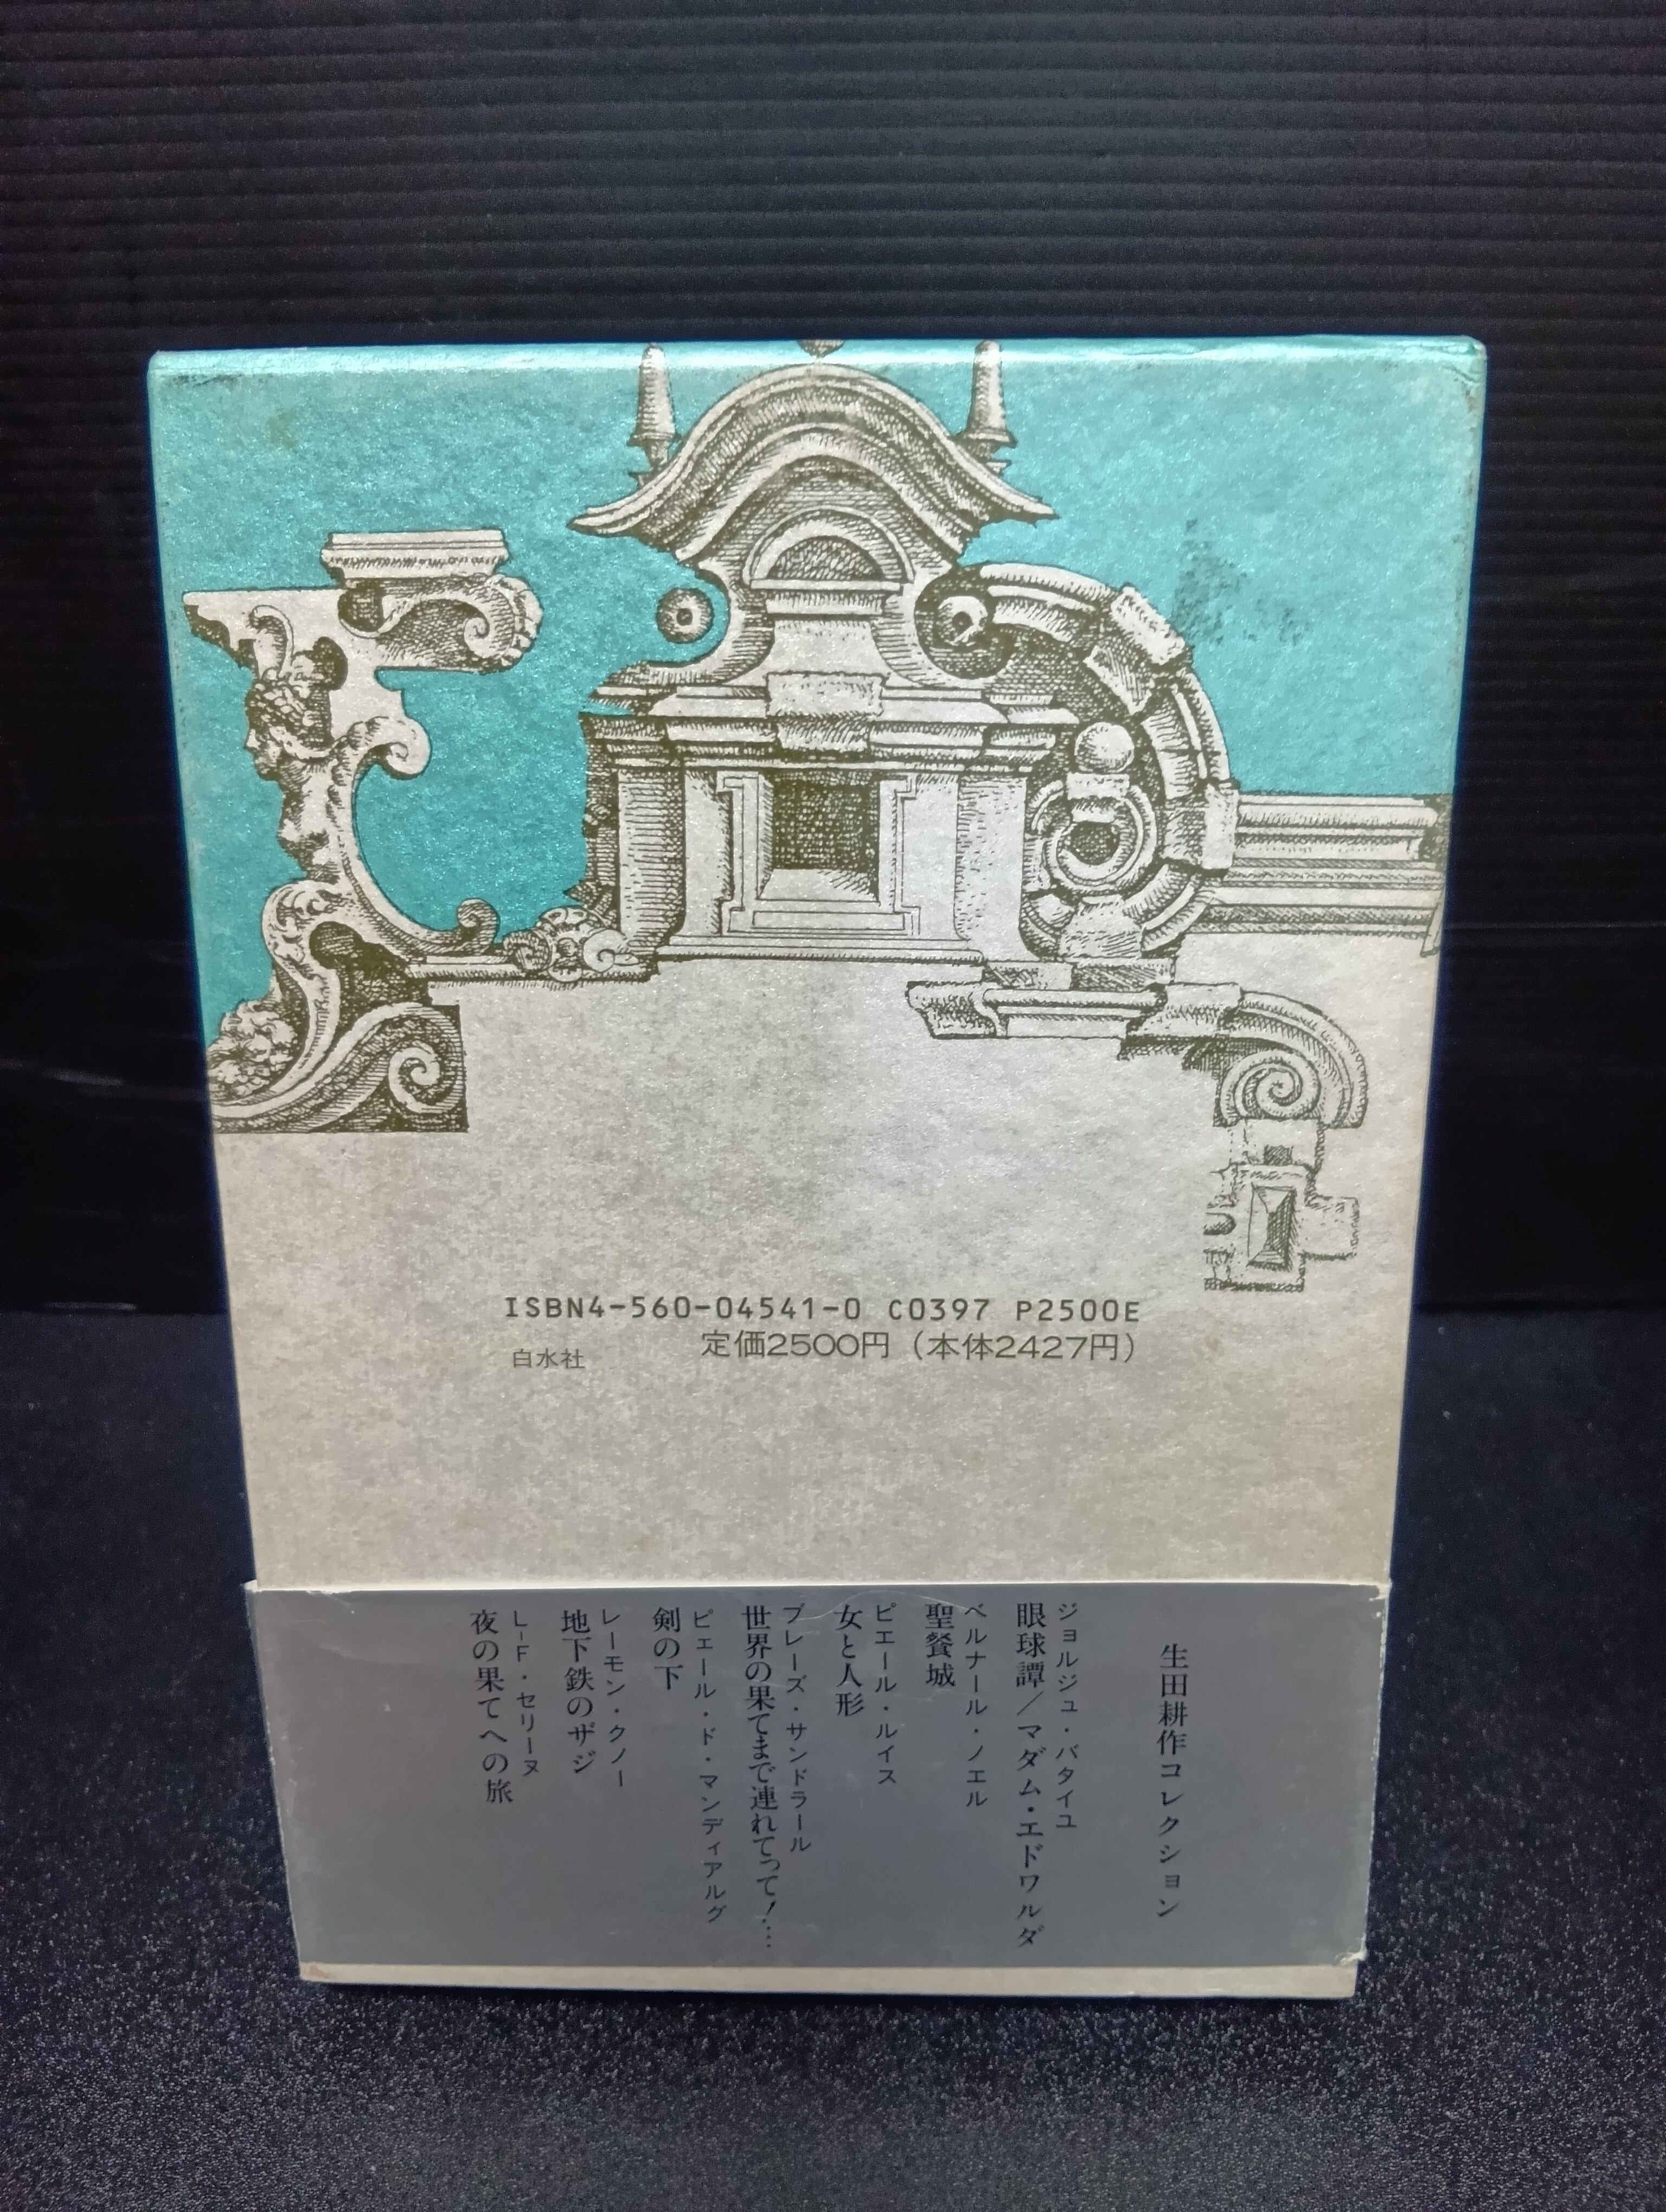 ISBN4-560-04541-0 C0397 P2500E
定価2500円（本体2427円）
白水社
生田耕作コレクション
ジョルジュ・バタイユ
眼球譚／マダム・エドワルダ
ベルナール・ノエル
聖餐城
ピエール・ルイス
女と人形
ブレーズ・サンドラール
世界の果てまで連れてって！…
ピエール・ド・マンディアルグ
剣の下
レーモン・クノー
地下鉄のザジ
L-F・セリーヌ
夜の果てへの旅